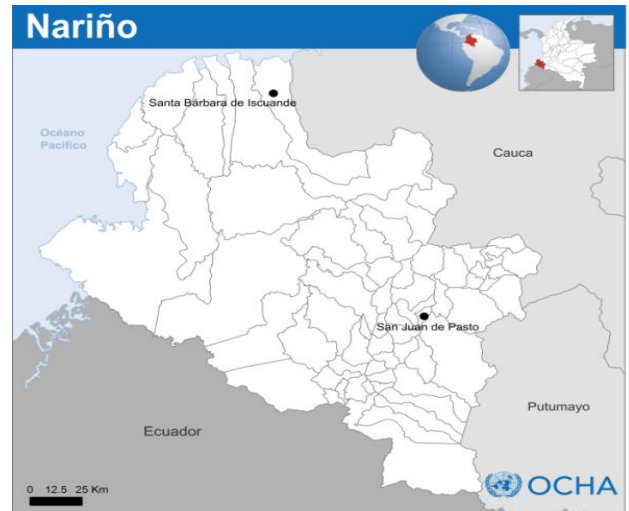 Nariño
Santa Bárbara de Iscuande
Océano
Pacífico
Cauca
San Juan de Pasto
Putumayo
Ecuador
0 12.5 25 Km
OCHA